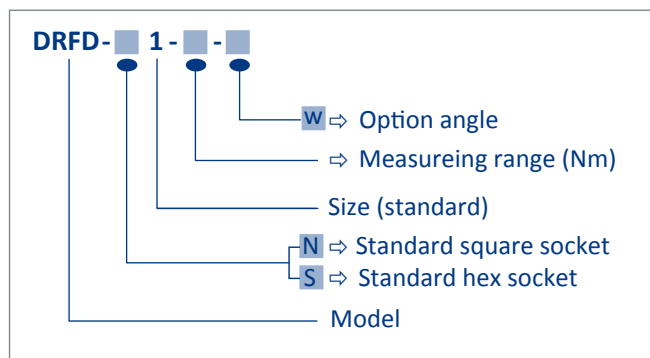 DRFD- 1- -
w ⇨ Option angle
⇨ Measureing range (Nm)
Size (standard)
N ⇨ Standard square socket
S ⇨ Standard hex socket
Model